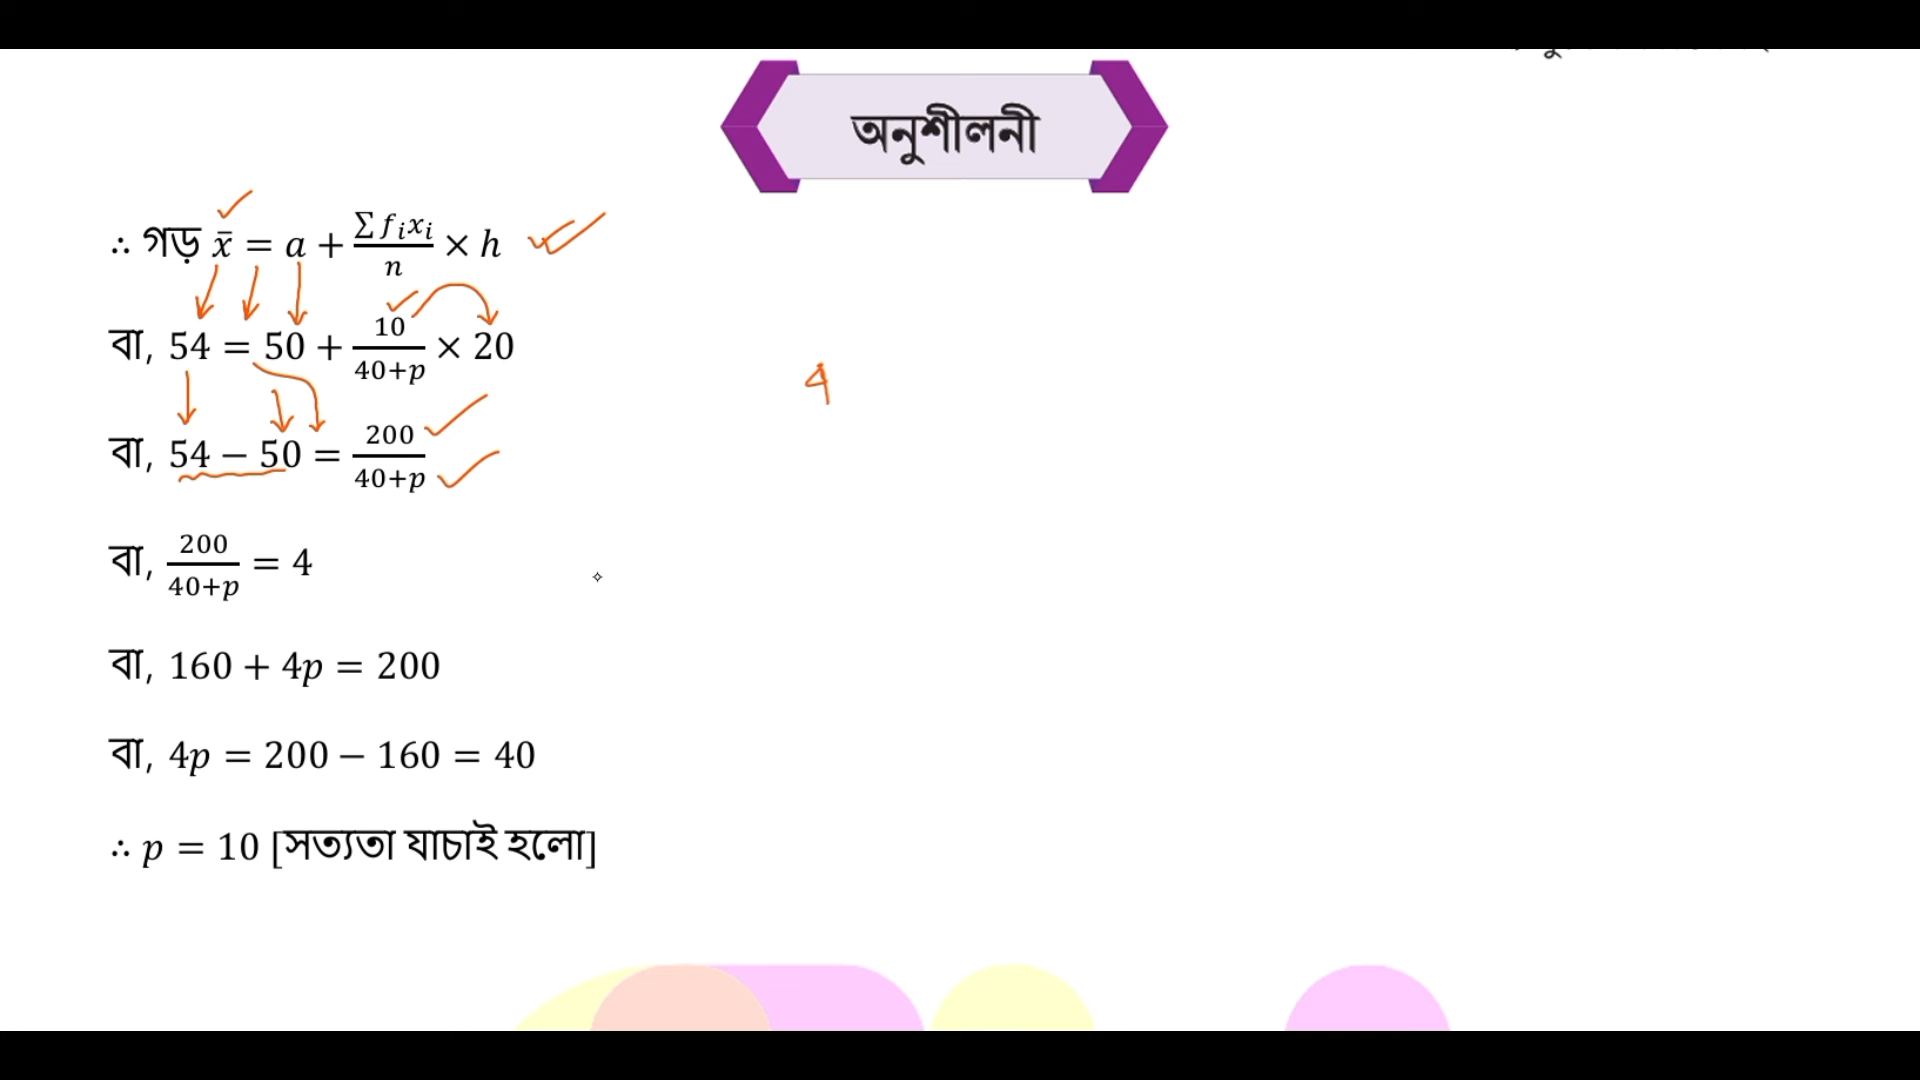 অনুশীলনী
∴ গড় x̄ = a + ∑fᵢxᵢ/n × h
বা, 54 = 50 + 10/40+p × 20
4
বা, 54 − 50 = 200/40+p
বা, 200/40+p = 4
বা, 160 + 4p = 200
বা, 4p = 200 − 160 = 40
∴ p = 10 [সত্যতা যাচাই হলো]